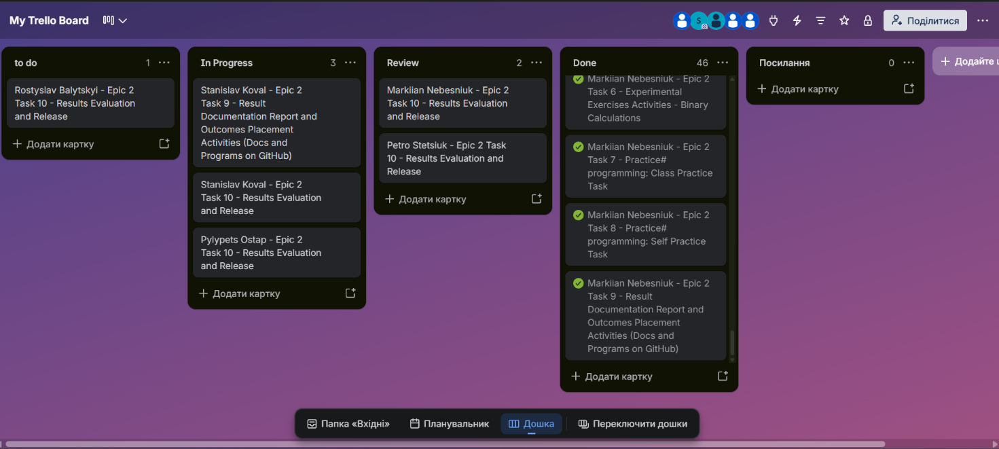 My Trello Board
S
Поділитися
to do 1
Rostyslav Balytskyi - Epic 2
Task 10 - Results Evaluation
and Release
Додати картку
In Progress 3
Stanislav Koval - Epic 2
Task 9 - Result
Documentation Report and
Outcomes Placement
Activities (Docs and
Programs on GitHub)
Stanislav Koval - Epic 2
Task 10 - Results Evaluation
and Release
Pylypets Ostap - Epic 2
Task 10 - Results Evaluation
and Release
Додати картку
Review 2
Markiian Nebesniuk - Epic 2
Task 10 - Results Evaluation
and Release
Petro Stetsiuk - Epic 2 Task
10 - Results Evaluation and
Release
Додати картку
Done 46
Markiian Nebesniuk - Epic 2
Task 6 - Experimental
Exercises Activities - Binary
Calculations
Markiian Nebesniuk - Epic 2
Task 7 - Practice#
programming: Class Practice
Task
Markiian Nebesniuk - Epic 2
Task 8 - Practice#
programming: Self Practice
Task
Markiian Nebesniuk - Epic 2
Task 9 - Result
Documentation Report and
Outcomes Placement
Activities (Docs and
Programs on GitHub)
Додати картку
Посилання 0
Додати картку
Додайте
Папка «Вхідні»
Планувальник
Дошка
Переключити дошки